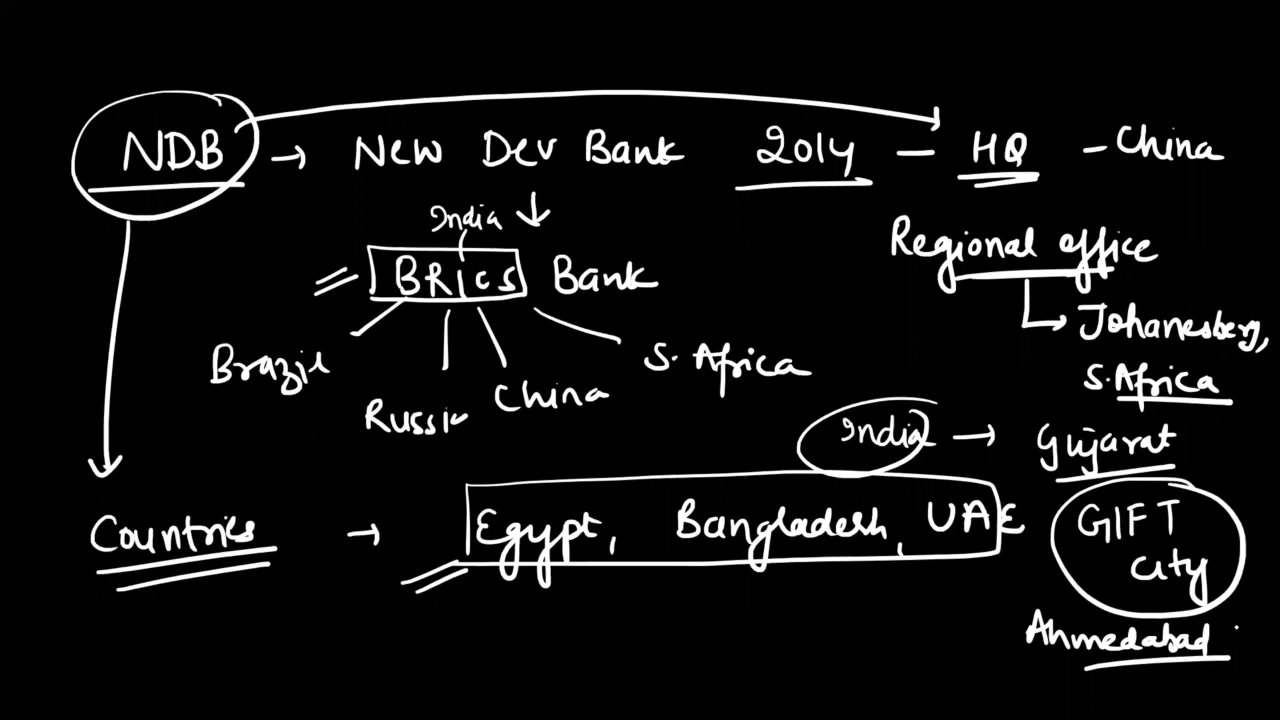 NDB → New Dev Bank 2014 — HQ - China
India
BRICS Bank
Regional office
Johanesberg,
S. Africa
Brazil
Russia
China
S. Africa
India → Gujarat
Countries → Egypt, Bangladesh, UAE
GIFT
City
Ahmedabad